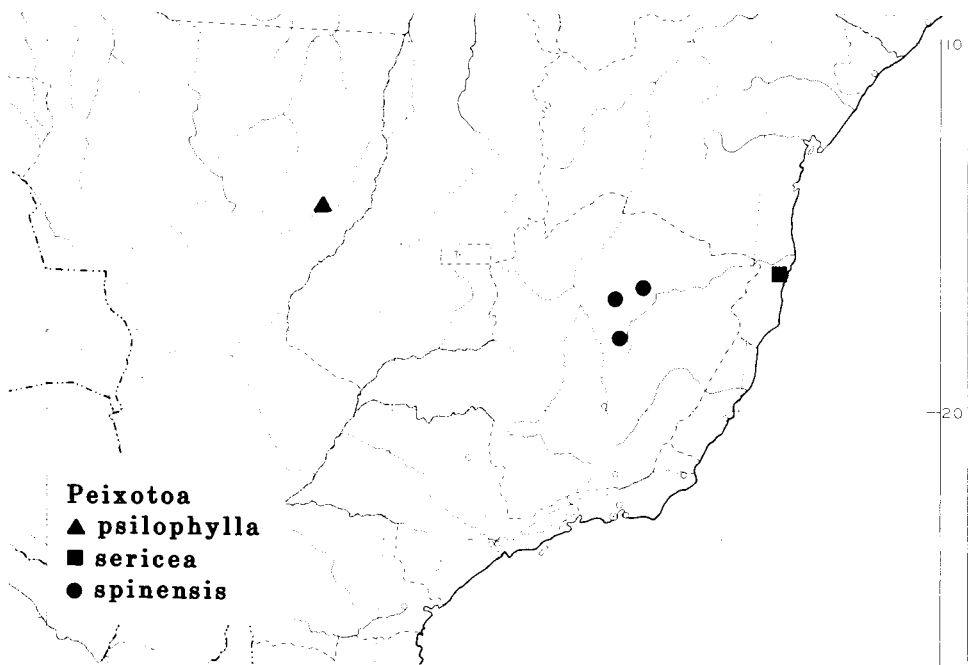 10
20
Peixotoa
▲ psilophylla
■ sericea
● spinensis